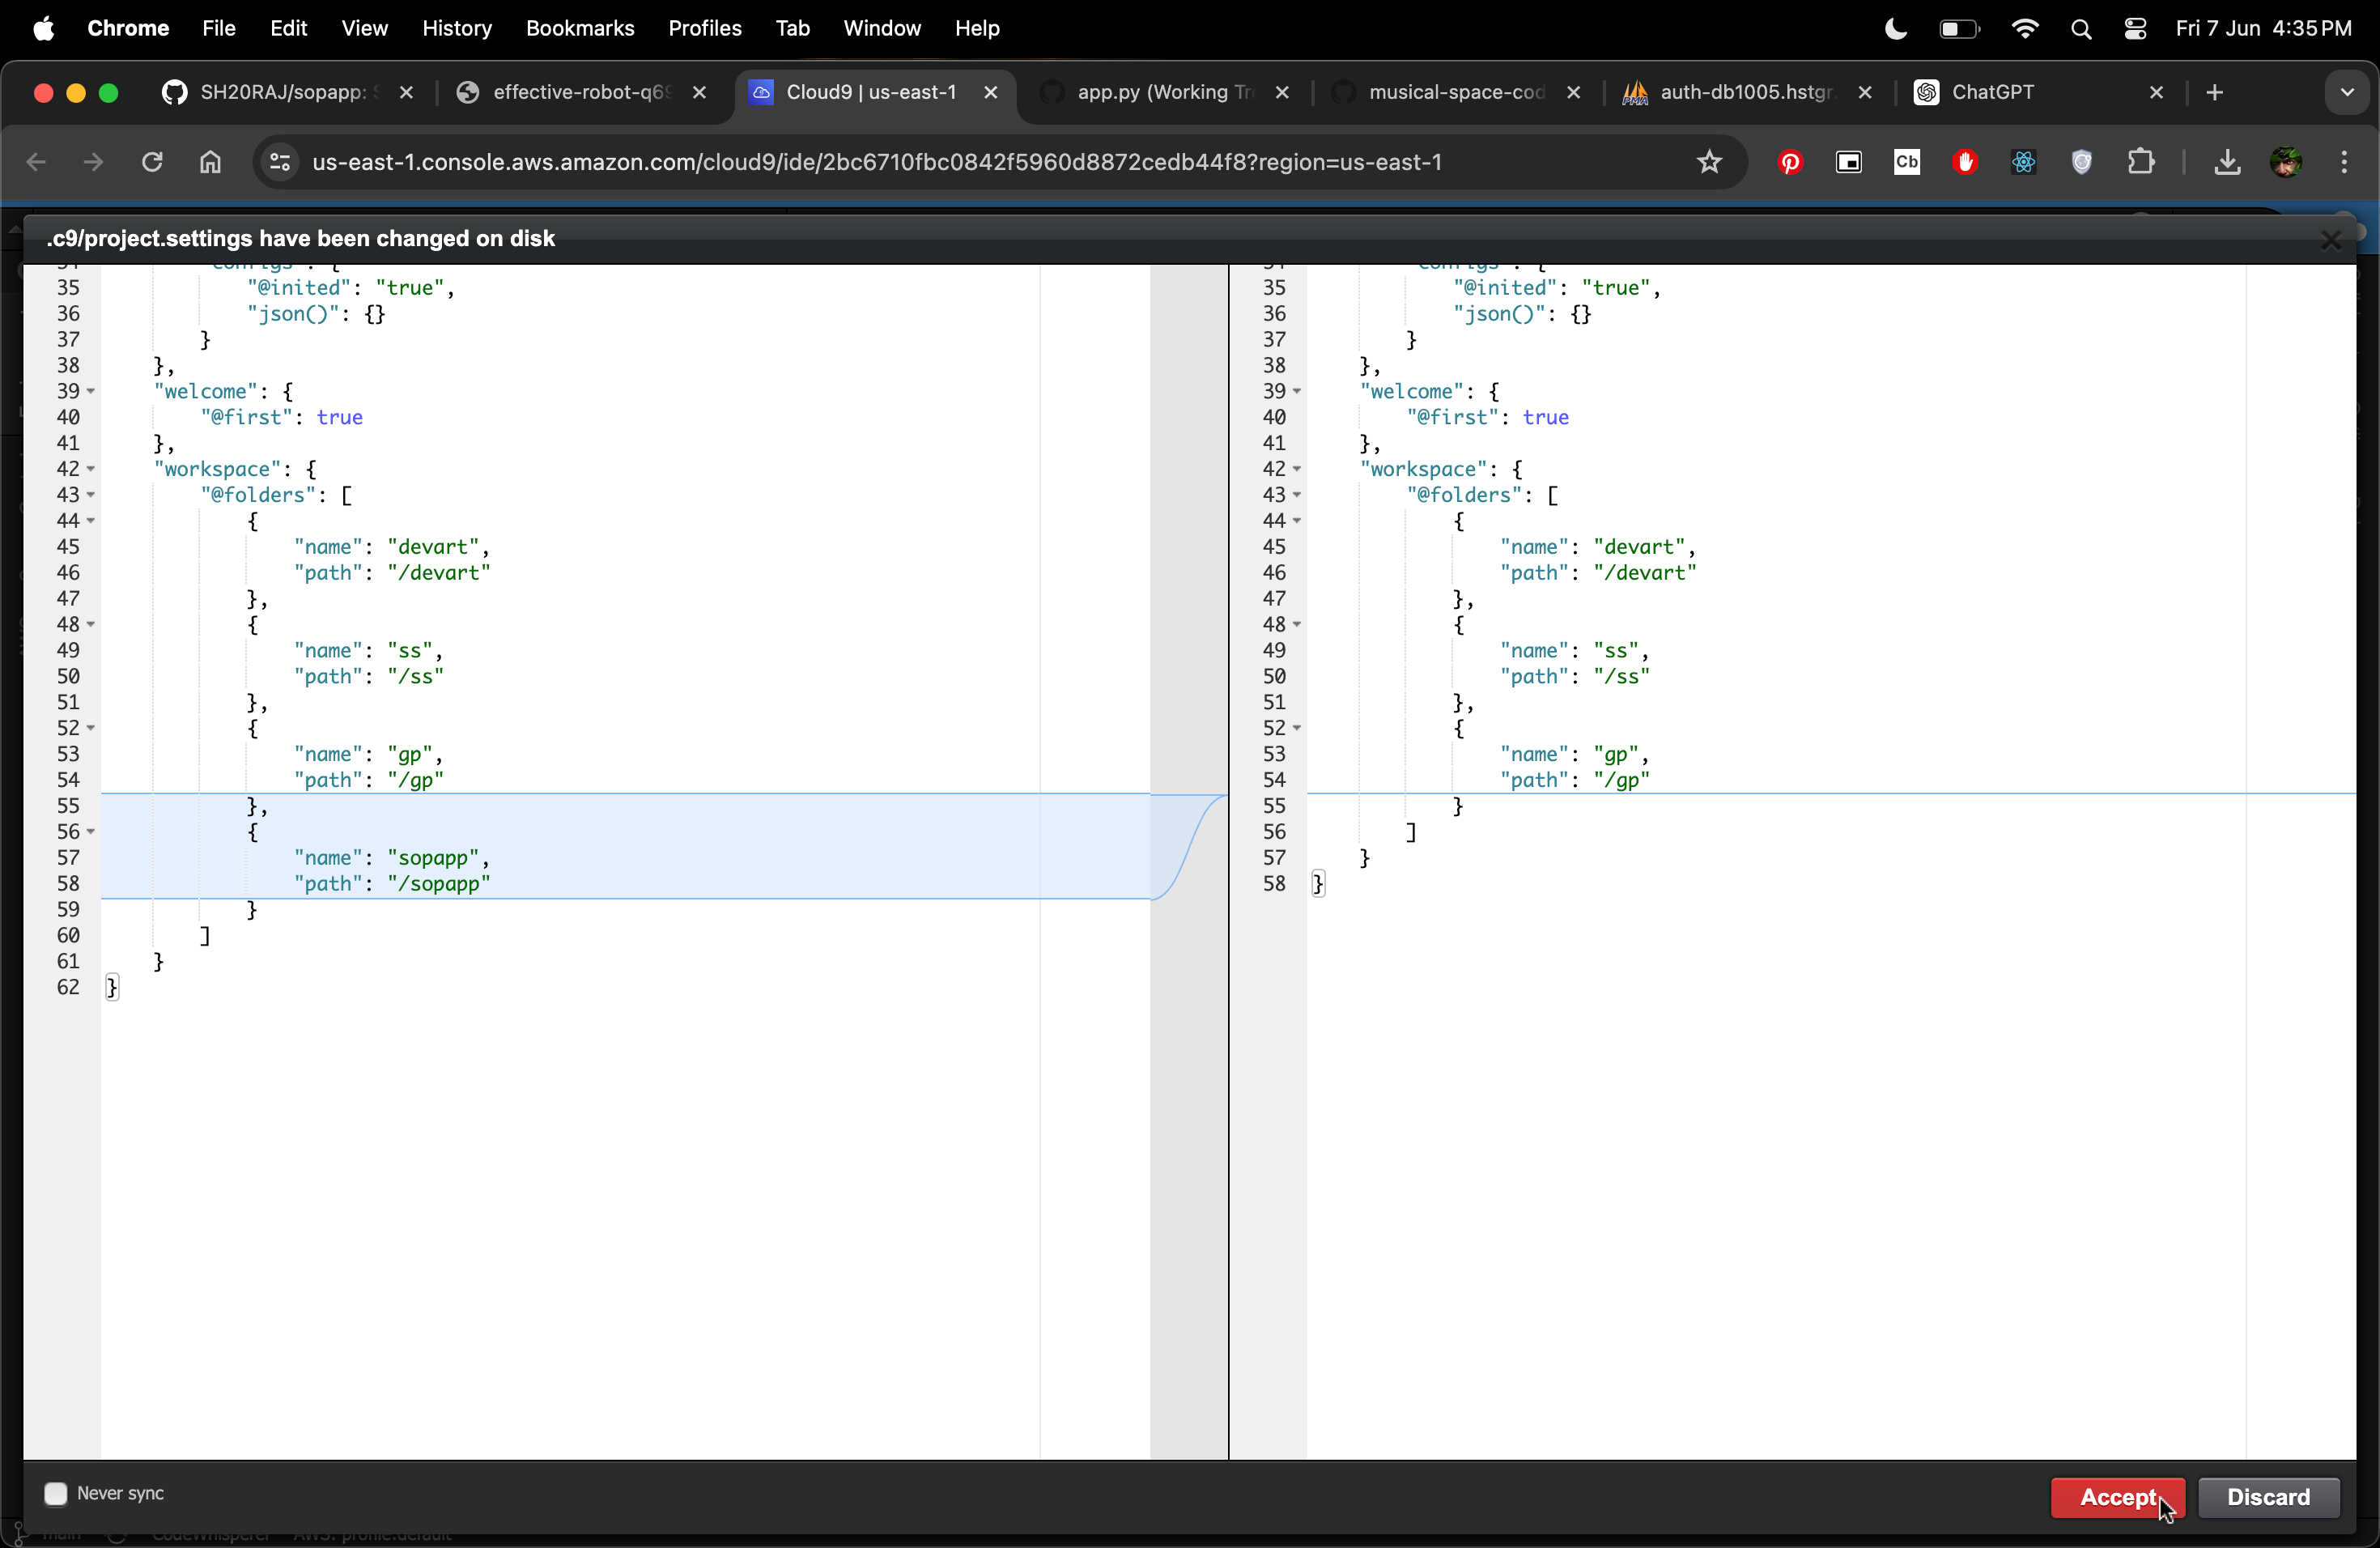 Chrome File Edit View History Bookmarks Profiles Tab Window Help Fri 7 Jun 4:35 PM
SH20RAJ/sopapp: effective-robot-q69 Cloud9 | us-east-1 app.py (Working Tre musical-space-cod auth-db1005.hstgr. ChatGPT
us-east-1.console.aws.amazon.com/cloud9/ide/2bc6710fbc0842f5960d8872cedb44f8?region=us-east-1 Cb
.c9/project.settings have been changed on disk
35 "@inited": "true",
36 "json()": {}
37 }
38 },
39 "welcome": {
40 "@first": true
41 },
42 "workspace": {
43 "@folders": [
44 {
45 "name": "devart",
46 "path": "/devart"
47 },
48 {
49 "name": "ss",
50 "path": "/ss"
51 },
52 {
53 "name": "gp",
54 "path": "/gp"
55 },
56 {
57 "name": "sopapp",
58 "path": "/sopapp"
59 }
60 ]
61 }
62 }
35 "@inited": "true",
36 "json()": {}
37 }
38 },
39 "welcome": {
40 "@first": true
41 },
42 "workspace": {
43 "@folders": [
44 {
45 "name": "devart",
46 "path": "/devart"
47 },
48 {
49 "name": "ss",
50 "path": "/ss"
51 },
52 {
53 "name": "gp",
54 "path": "/gp"
55 }
56 ]
57 }
58 }
Never sync Accept Discard